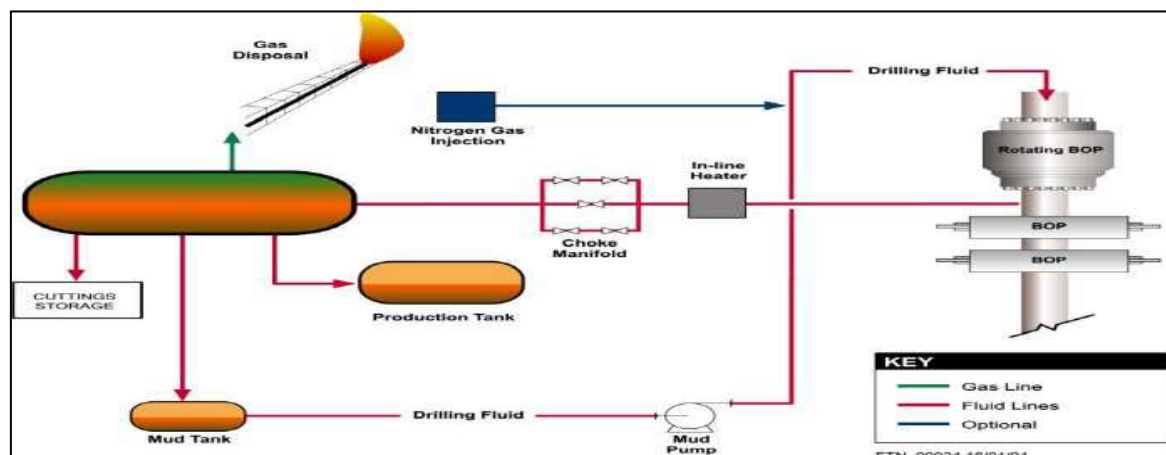 Gas
Disposal
Drilling Fluid
Nitrogen Gas
Injection
Rotating BOP
In-line
Heater
Choke
Manifold
BOP
BOP
CUTTINGS
STORAGE
Production Tank
KEY
Gas Line
Fluid Lines
Optional
Drilling Fluid
Mud Tank
Mud
Pump